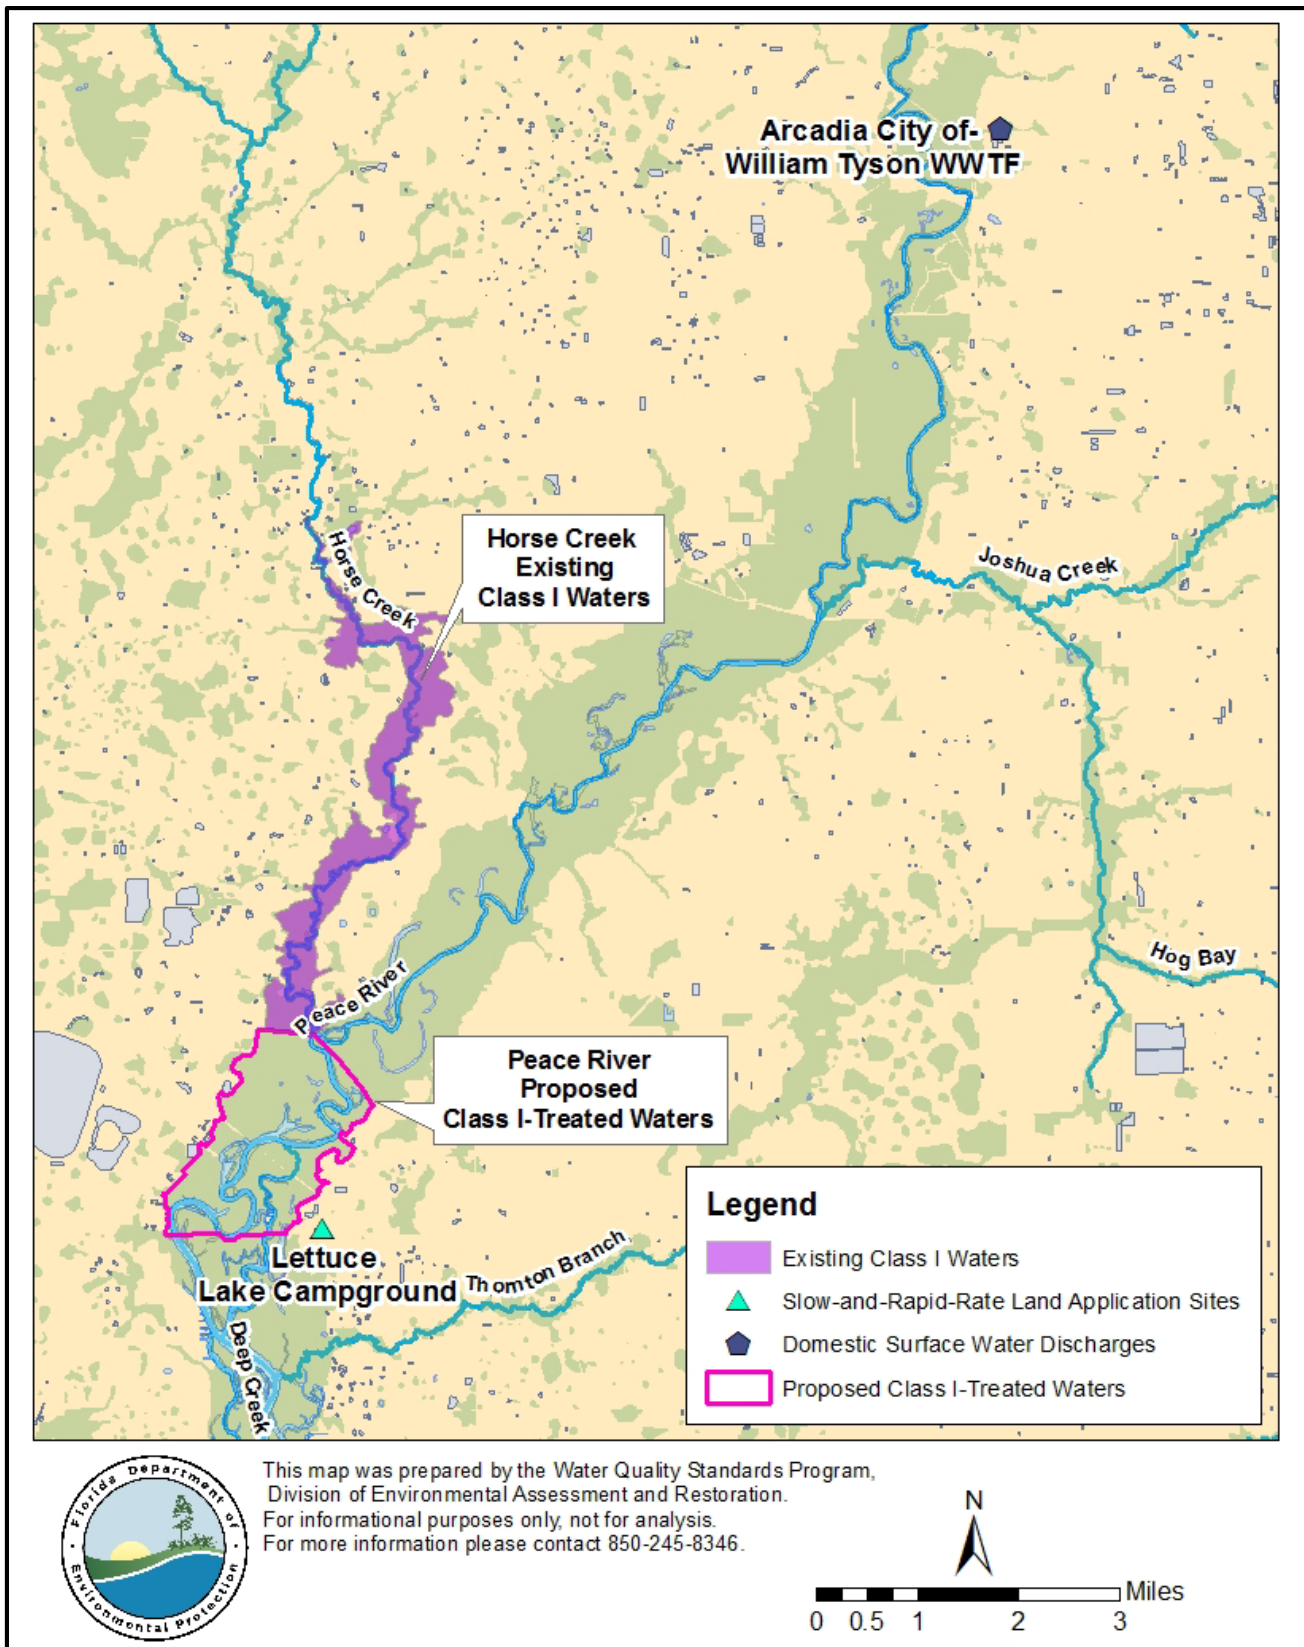 Arcadia City of-
William Tyson WWTF
Horse Creek
Existing
Class I Waters
Horse Creek
Joshua Creek
Hog Bay
Peace River
Peace River
Proposed
Class I-Treated Waters
Lettuce
Lake Campground
Thornton Branch
Deep Creek
Legend
Existing Class I Waters
Slow-and-Rapid-Rate Land Application Sites
Domestic Surface Water Discharges
Proposed Class I-Treated Waters
Florida Department of
Environmental Protection
This map was prepared by the Water Quality Standards Program,
Division of Environmental Assessment and Restoration.
For informational purposes only, not for analysis.
For more information please contact 850-245-8346.
N
Miles
0 0.5 1 2 3